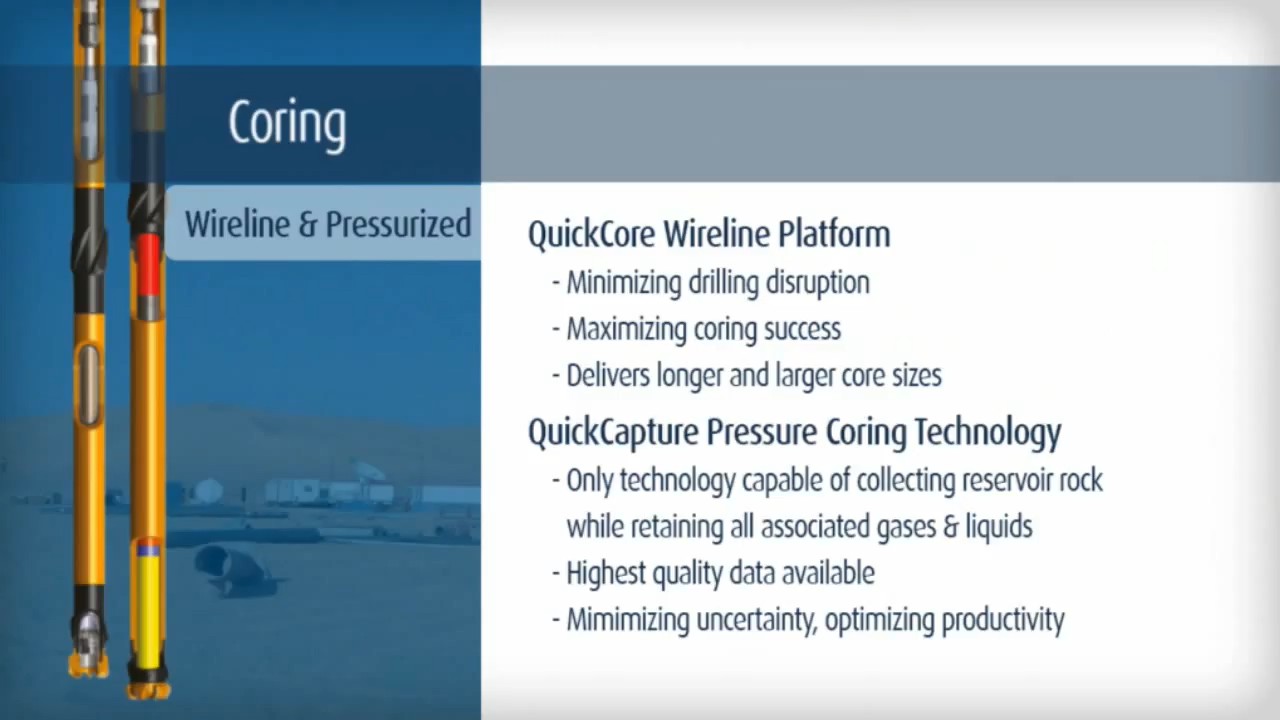 Coring
Wireline & Pressurized
QuickCore Wireline Platform
- Minimizing drilling disruption
- Maximizing coring success
- Delivers longer and larger core sizes
QuickCapture Pressure Coring Technology
- Only technology capable of collecting reservoir rock
while retaining all associated gases & liquids
- Highest quality data available
- Mimimizing uncertainty, optimizing productivity